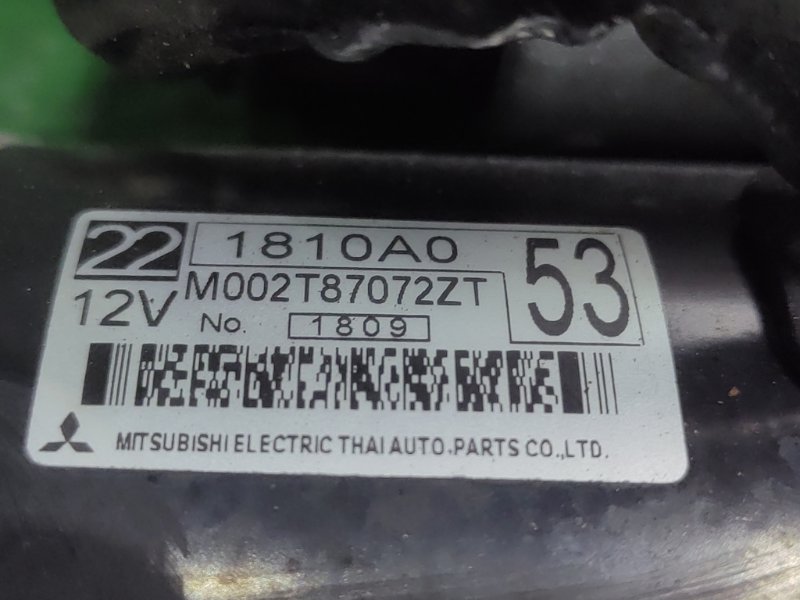 22 1810A0 53
12V M002T87072ZT
No. 1809
MITSUBISHI ELECTRIC THAI AUTO-PARTS CO.,LTD.